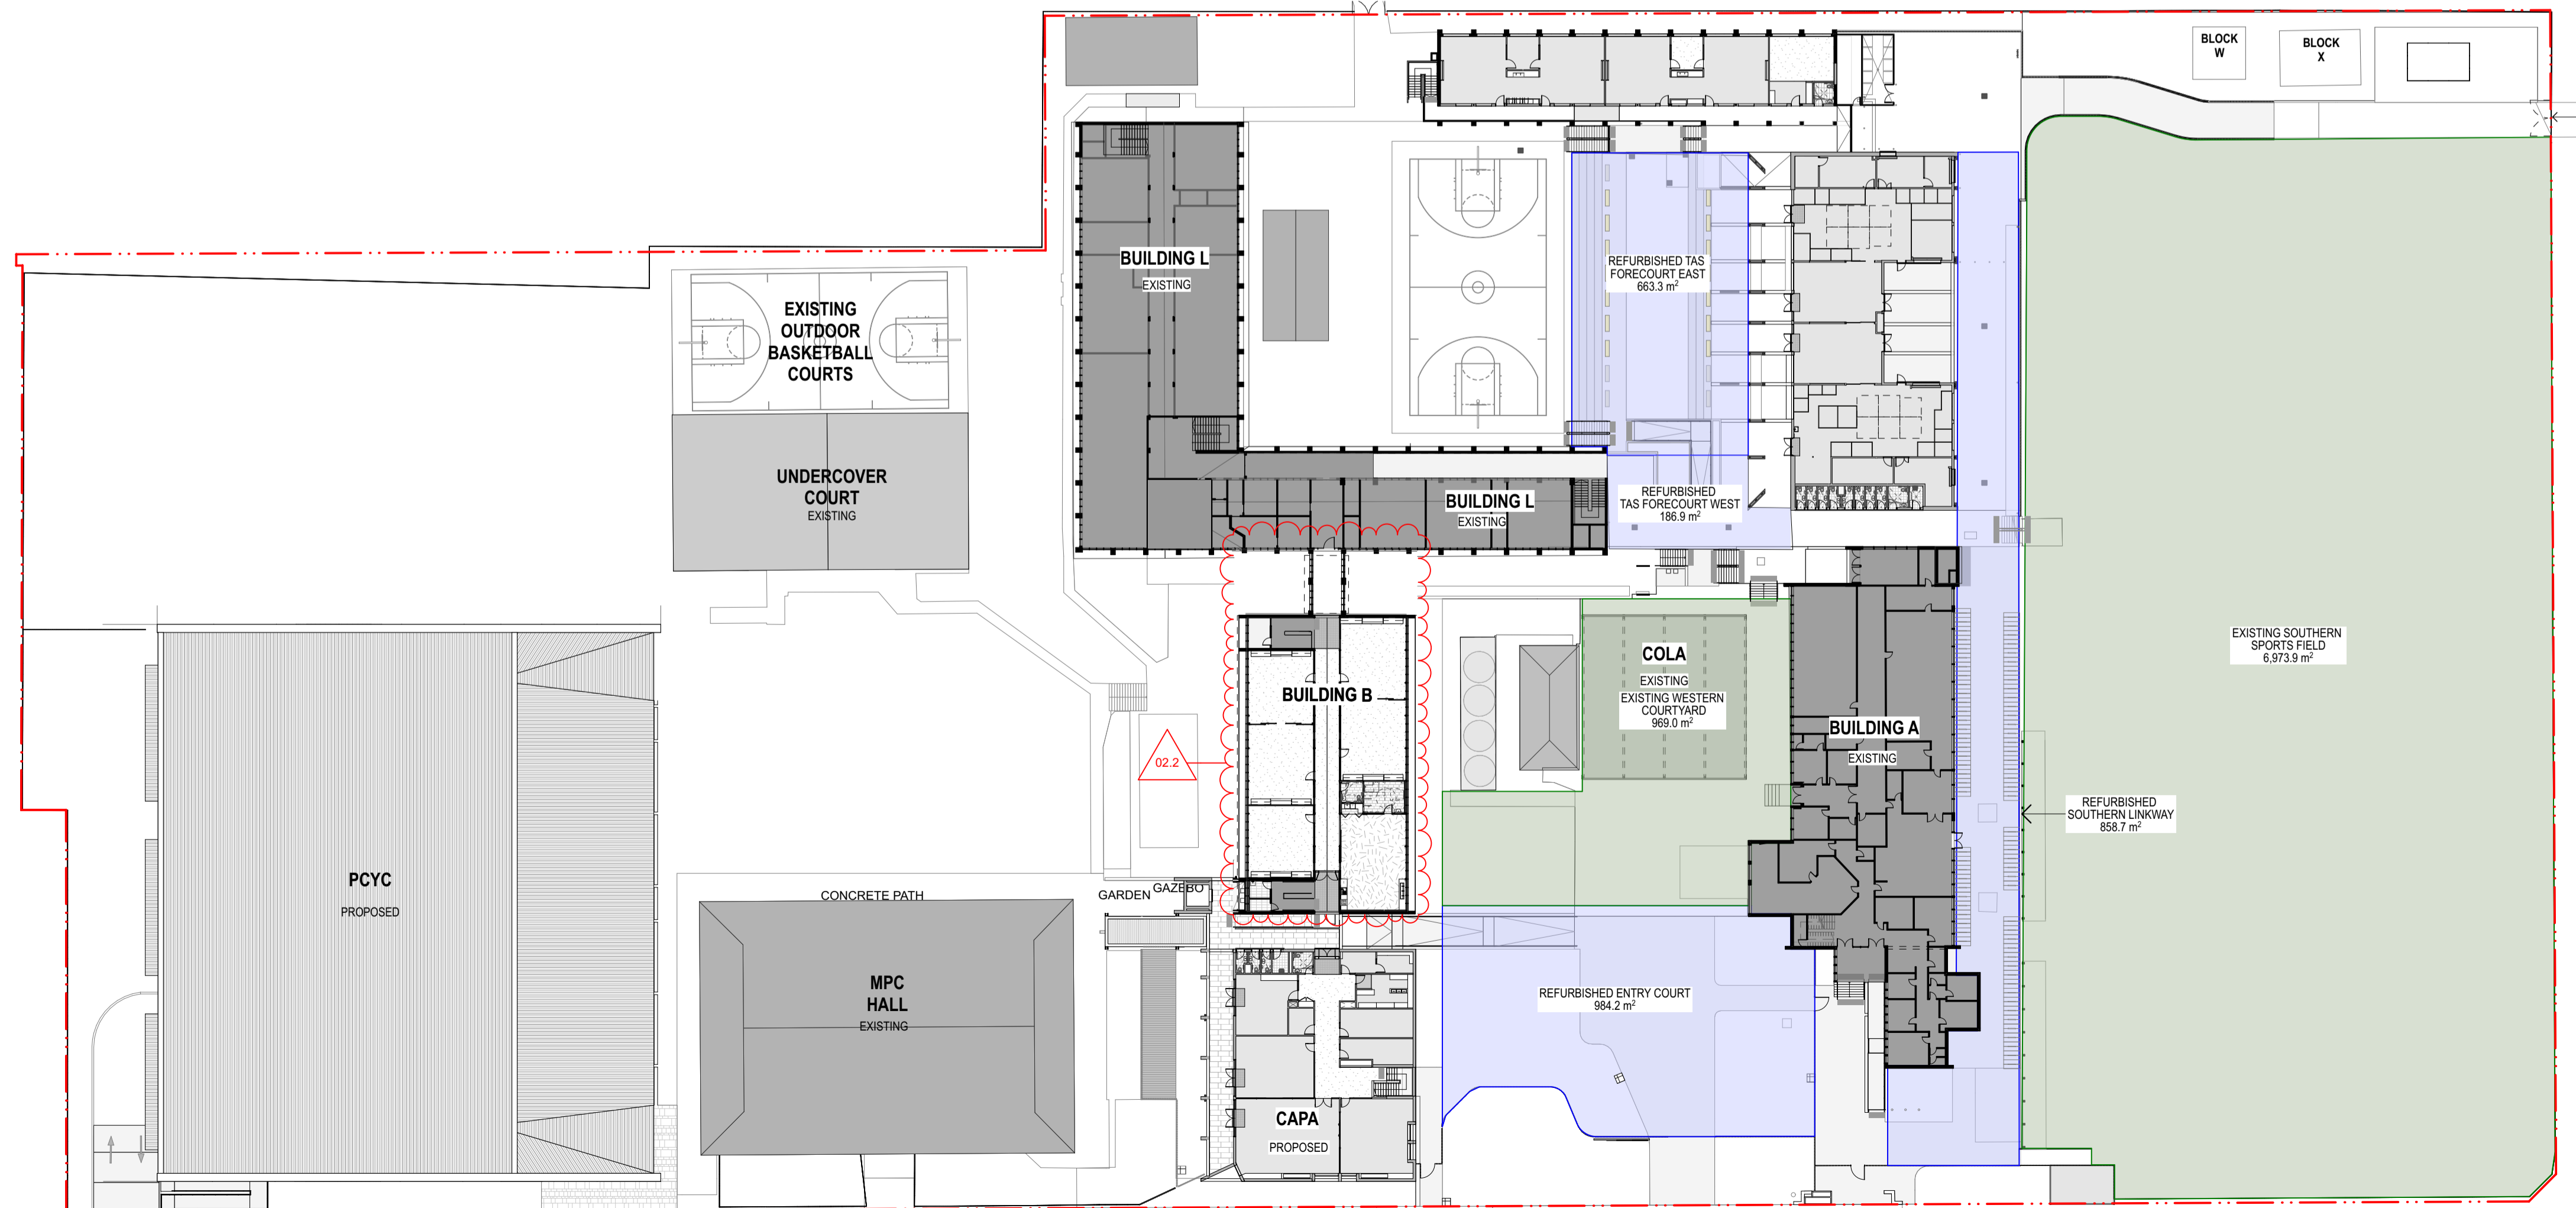 BLOCK
W
BLOCK
X
BUILDING L
EXISTING
REFURBISHED TAS
FORECOURT EAST
663.3 m²
EXISTING
OUTDOOR
BASKETBALL
COURTS
UNDERCOVER
COURT
EXISTING
BUILDING L
EXISTING
REFURBISHED
TAS FORECOURT WEST
186.9 m²
EXISTING SOUTHERN
SPORTS FIELD
6,973.9 m²
COLA
EXISTING
EXISTING WESTERN
COURTYARD
969.0 m²
BUILDING B
BUILDING A
EXISTING
02.2
REFURBISHED
SOUTHERN LINKWAY
858.7 m²
PCYC
PROPOSED
CONCRETE PATH
GARDEN
GAZEBO
MPC
HALL
EXISTING
REFURBISHED ENTRY COURT
984.2 m²
CAPA
PROPOSED